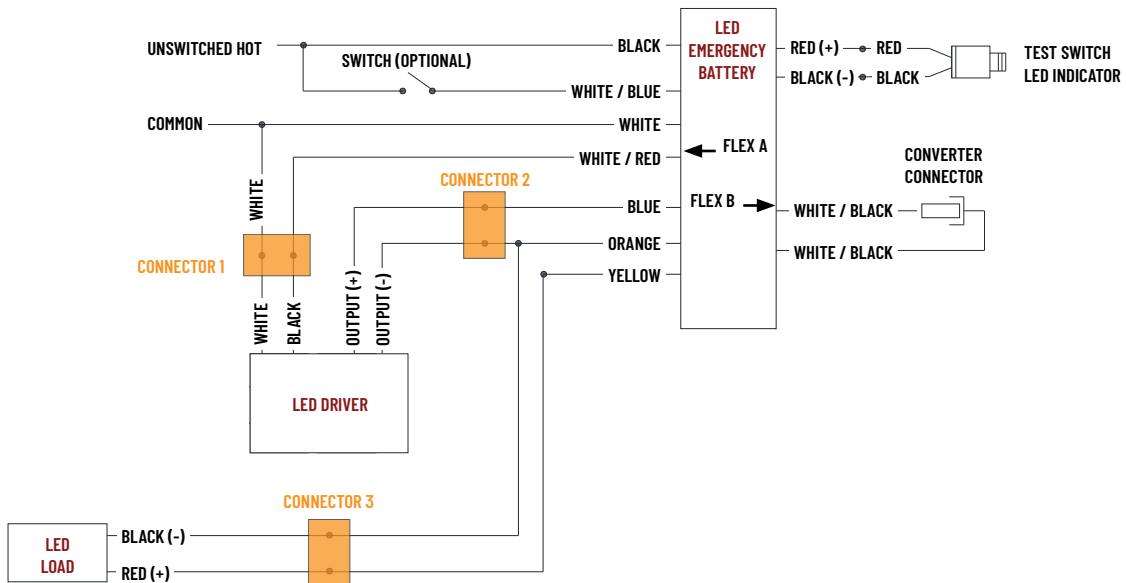 UNSWITCHED HOT
SWITCH (OPTIONAL)
BLACK
WHITE / BLUE
COMMON
WHITE
WHITE / RED
LED
EMERGENCY
BATTERY
RED (+)
RED
BLACK (-)
BLACK
TEST SWITCH
LED INDICATOR
FLEX A
FLEX B
CONVERTER
CONNECTOR
WHITE / BLACK
WHITE / BLACK
CONNECTOR 2
BLUE
ORANGE
YELLOW
WHITE
CONNECTOR 1
WHITE
BLACK
OUTPUT (+)
OUTPUT (-)
LED DRIVER
CONNECTOR 3
LED
LOAD
BLACK (-)
RED (+)